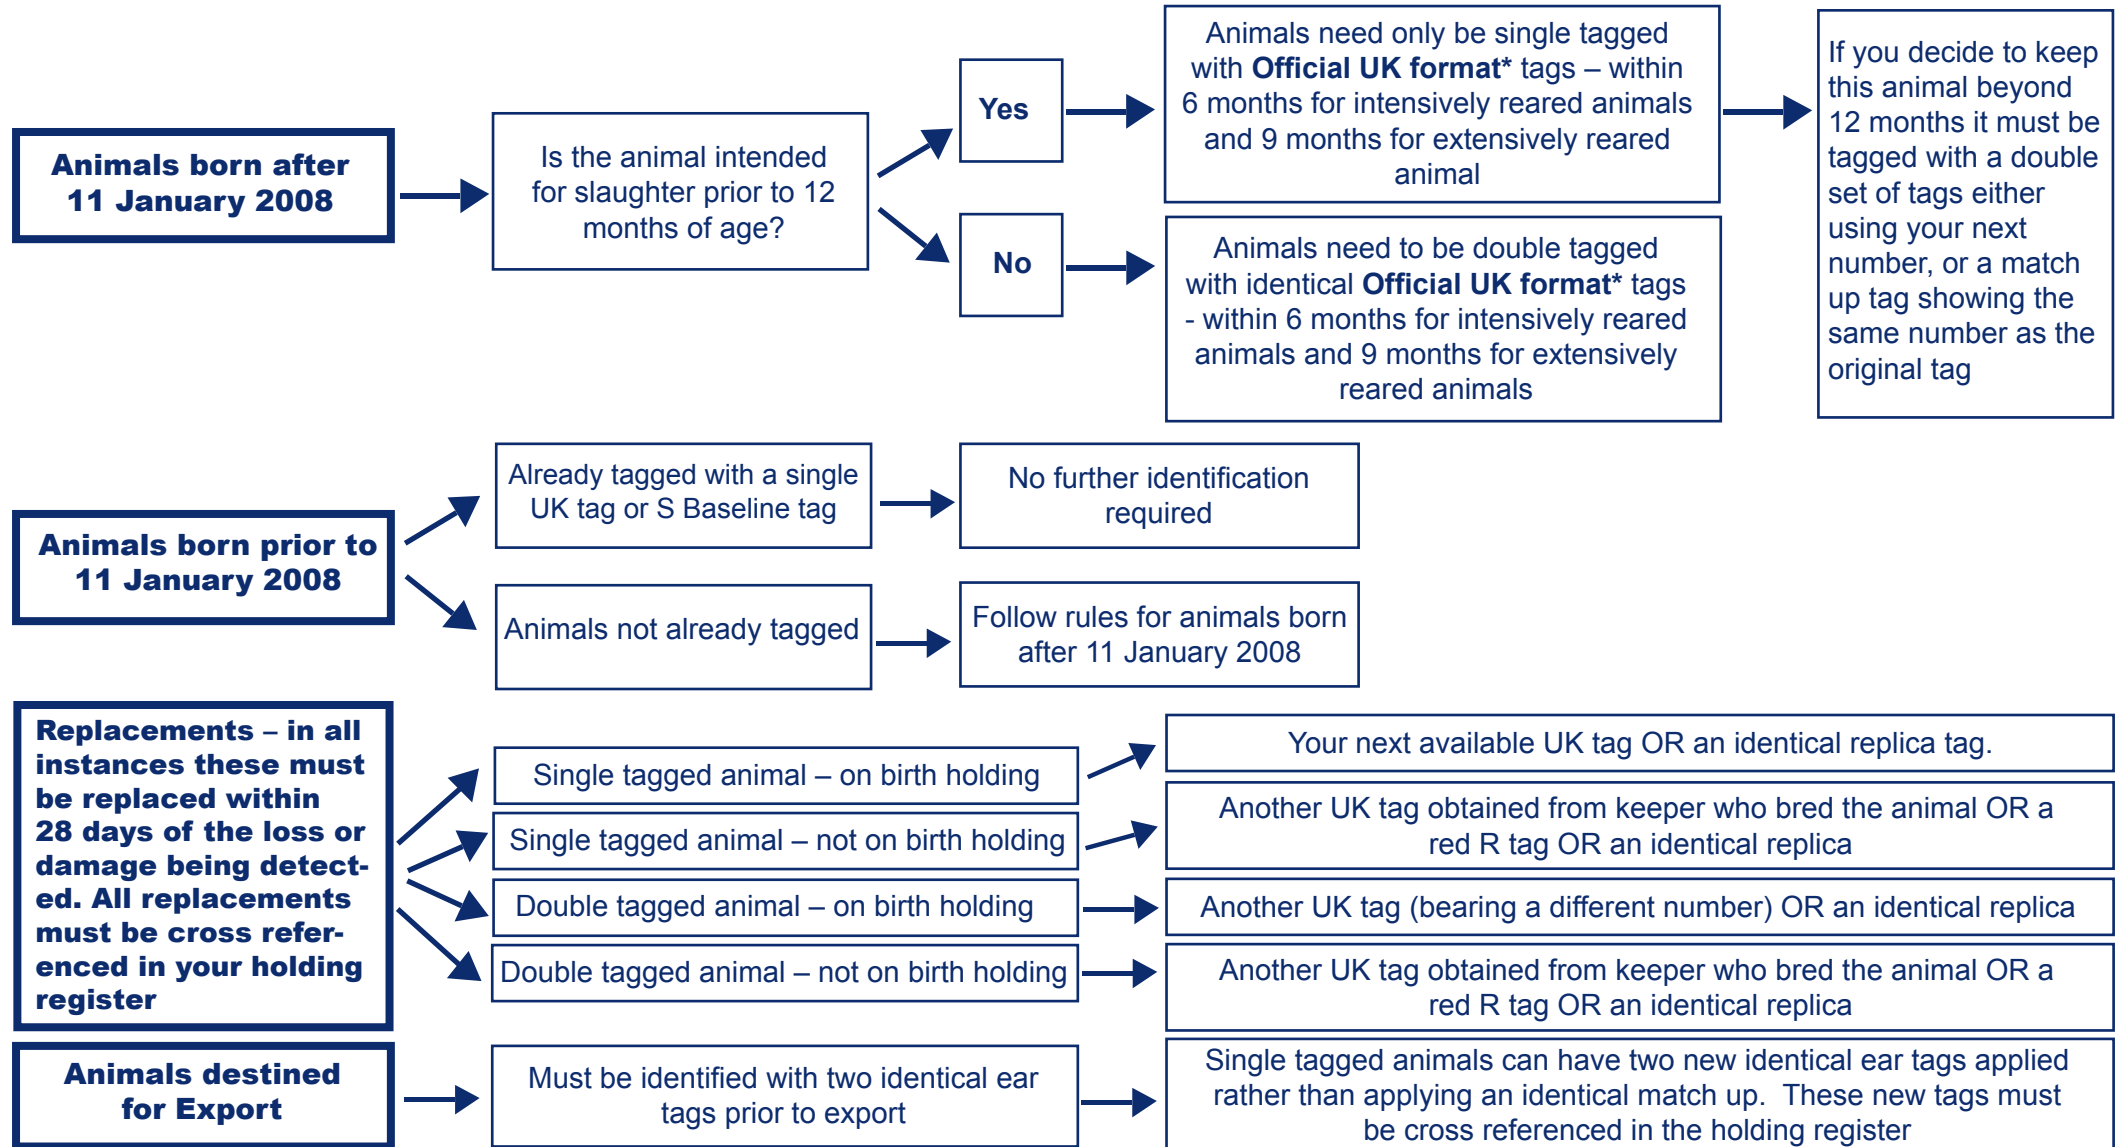 Animals born after
11 January 2008
Is the animal intended
for slaughter prior to 12
months of age?
Yes
Animals need only be single tagged
with Official UK format* tags – within
6 months for intensively reared animals
and 9 months for extensively reared
animal
If you decide to keep
this animal beyond
12 months it must be
tagged with a double
set of tags either
using your next
number, or a match
up tag showing the
same number as the
original tag
No
Animals need to be double tagged
with identical Official UK format* tags
- within 6 months for intensively reared
animals and 9 months for extensively
reared animals
Animals born prior to
11 January 2008
Already tagged with a single
UK tag or S Baseline tag
No further identification
required
Animals not already tagged
Follow rules for animals born
after 11 January 2008
Replacements – in all
instances these must
be replaced within
28 days of the loss or
damage being detect-
ed. All replacements
must be cross refer-
enced in your holding
register
Single tagged animal – on birth holding
Your next available UK tag OR an identical replica tag.
Single tagged animal – not on birth holding
Another UK tag obtained from keeper who bred the animal OR a
red R tag OR an identical replica
Double tagged animal – on birth holding
Another UK tag (bearing a different number) OR an identical replica
Double tagged animal – not on birth holding
Another UK tag obtained from keeper who bred the animal OR a
red R tag OR an identical replica
Animals destined
for Export
Must be identified with two identical ear
tags prior to export
Single tagged animals can have two new identical ear tags applied
rather than applying an identical match up. These new tags must
be cross referenced in the holding register